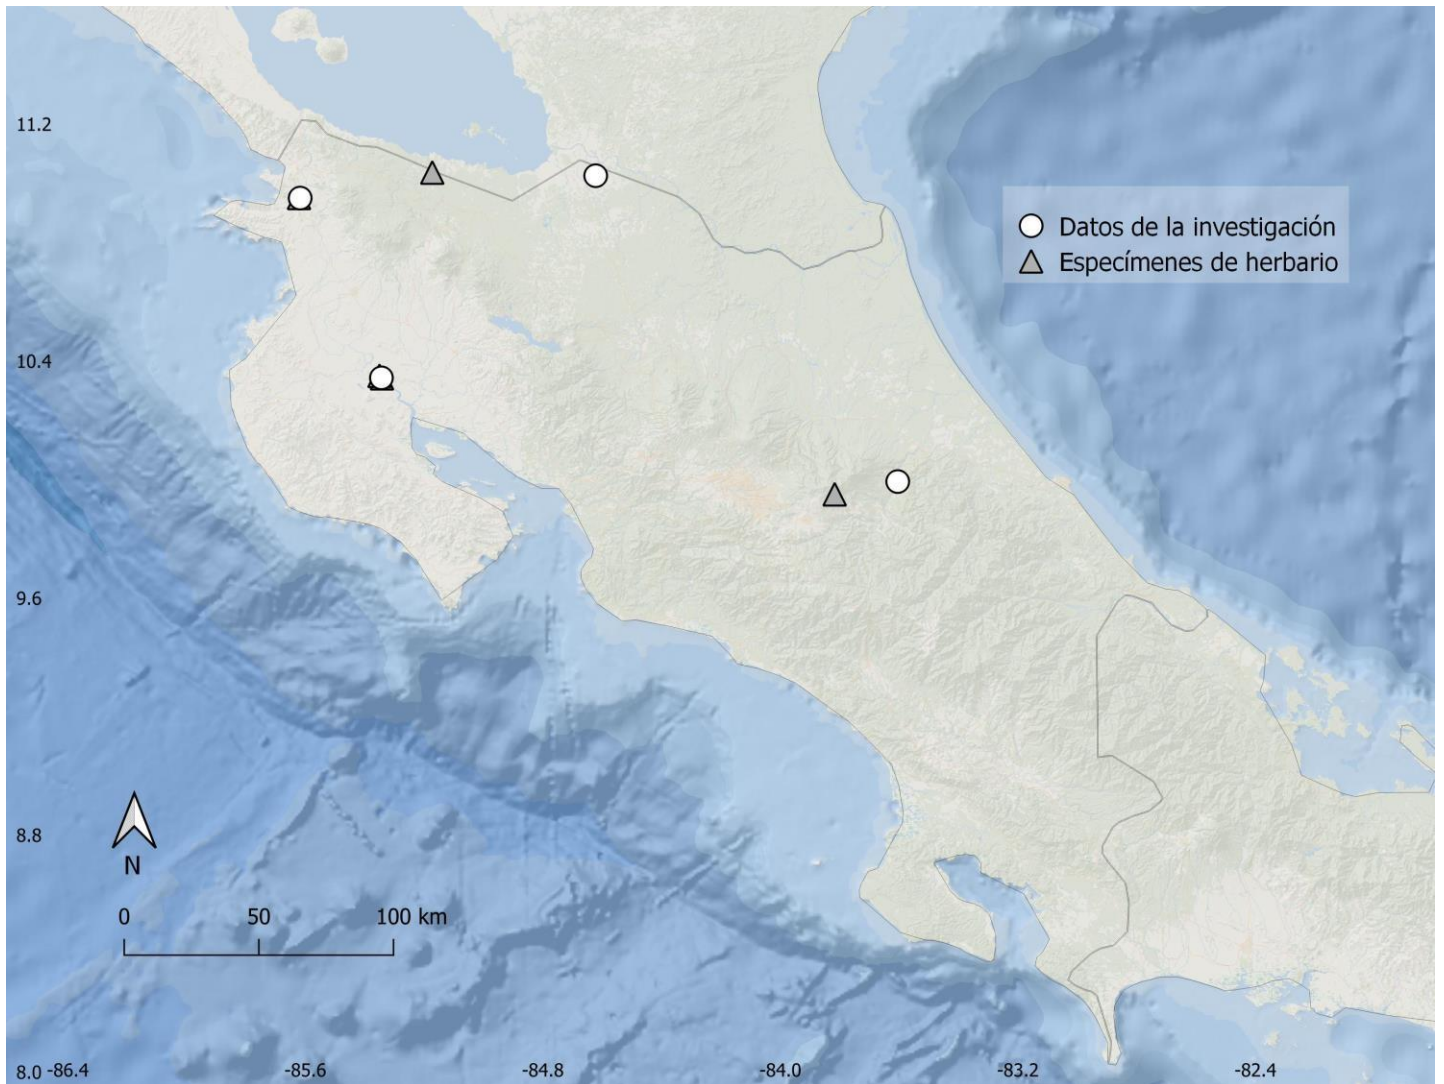 11.2
Datos de la investigación
Especímenes de herbario
10.4
9.6
8.8
N
0 50 100 km
8.0 -86.4 -85.6 -84.8 -84.0 -83.2 -82.4